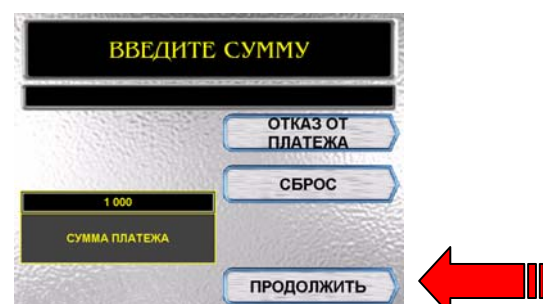 ВВЕДИТЕ СУММУ
ОТКАЗ ОТ
ПЛАТЕЖА
СБРОС
1 000
СУММА ПЛАТЕЖА
ПРОДОЛЖИТЬ